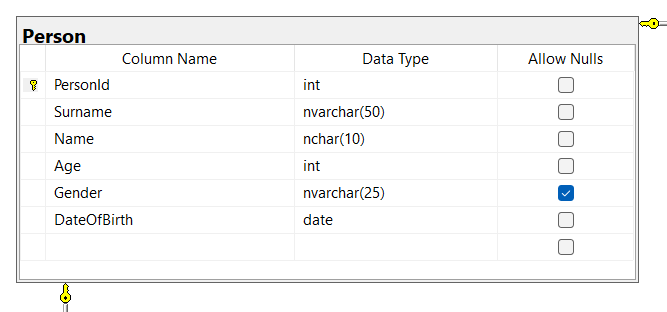 Person
Column Name Data Type Allow Nulls
PersonId int
Surname nvarchar(50)
Name nchar(10)
Age int
Gender nvarchar(25)
DateOfBirth date